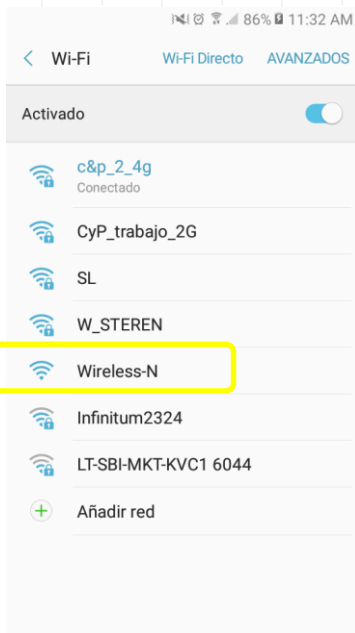 86% 11:32 AM
Wi-Fi Wi-Fi Directo AVANZADOS
Activado
c&p_2_4g
Conectado
CyP_trabajo_2G
SL
W_STEREN
Wireless-N
Infinitum2324
LT-SBI-MKT-KVC1 6044
Añadir red